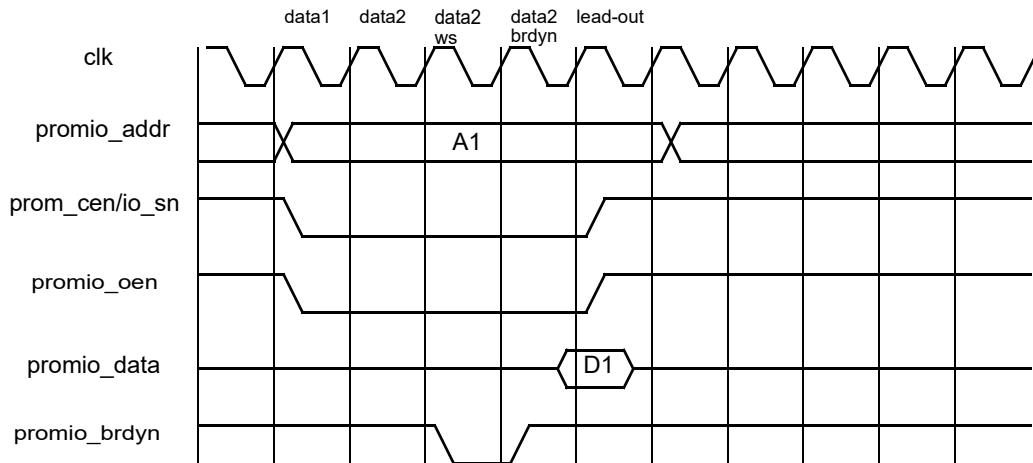 data1 data2 data2 data2 lead-out
ws brdyn
clk
promio_addr A1
prom_cen/io_sn
promio_oen
promio_data D1
promio_brdyn